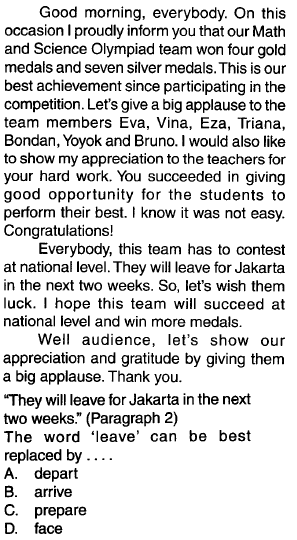 Good morning, everybody. On this
occasion I proudly inform you that our Math
and Science Olympiad team won four gold
medals and seven silver medals. This is our
best achievement since participating in the
competition. Let's give a big applause to the
team members Eva, Vina, Eza, Triana,
Bondan, Yoyok and Bruno. I would also like
to show my appreciation to the teachers for
your hard work. You succeeded in giving
good opportunity for the students to
perform their best. I know it was not easy.
Congratulations!
Everybody, this team has to contest
at national level. They will leave for Jakarta
in the next two weeks. So, let's wish them
luck. I hope this team will succeed at
national level and win more medals.
Well audience, let's show our
appreciation and gratitude by giving them
a big applause. Thank you.
"They will leave for Jakarta in the next
two weeks." (Paragraph 2)
The word 'leave' can be best
replaced by . . . .
A. depart
B. arrive
C. prepare
D. face